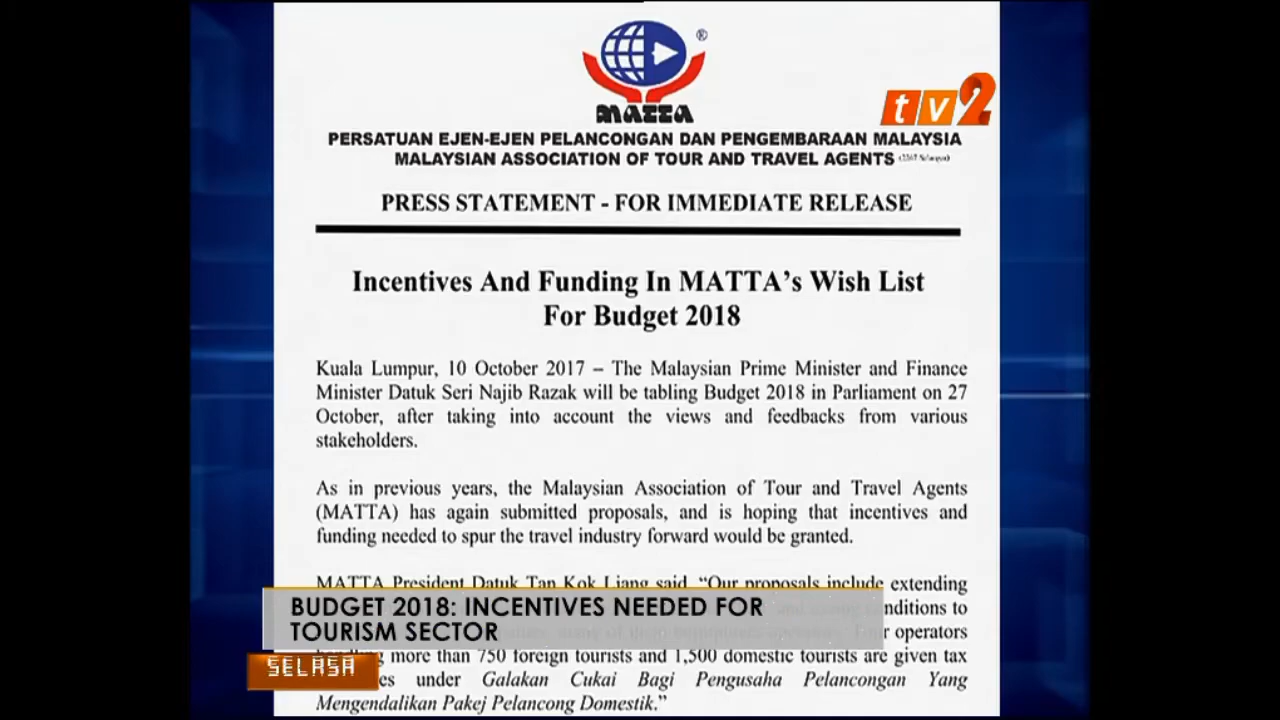 ®
MATTA
tv2
PERSATUAN EJEN-EJEN PELANCONGAN DAN PENGEMBARAAN MALAYSIA
MALAYSIAN ASSOCIATION OF TOUR AND TRAVEL AGENTS
PRESS STATEMENT - FOR IMMEDIATE RELEASE
Incentives And Funding In MATTA's Wish List
For Budget 2018
Kuala Lumpur, 10 October 2017 – The Malaysian Prime Minister and Finance
Minister Datuk Seri Najib Razak will be tabling Budget 2018 in Parliament on 27
October, after taking into account the views and feedbacks from various
stakeholders.
As in previous years, the Malaysian Association of Tour and Travel Agents
(MATTA) has again submitted proposals, and is hoping that incentives and
funding needed to spur the travel industry forward would be granted.
MATTA President Datuk Tan Kok Liang said, “Our proposals include extending
to
operators
more than 750 foreign tourists and 1,500 domestic tourists are given tax
under Galakan Cukai Bagi Pengusaha Pelancongan Yang
Mengendalikan Pakej Pelancong Domestik.”
BUDGET 2018: INCENTIVES NEEDED FOR
TOURISM SECTOR
SELASA